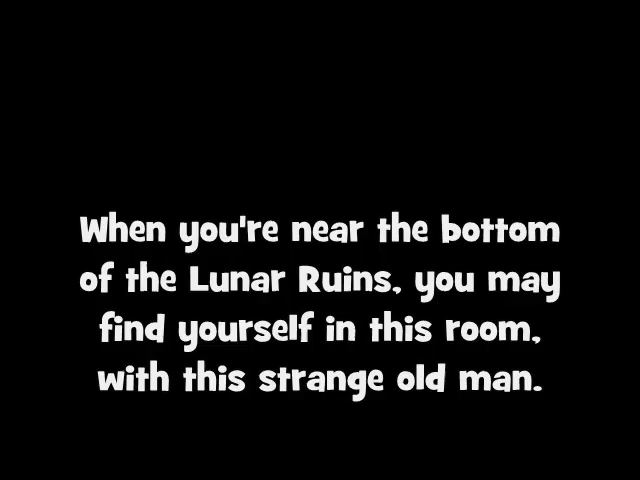 When you're near the bottom
of the Lunar Ruins, you may
find yourself in this room,
with this strange old man.